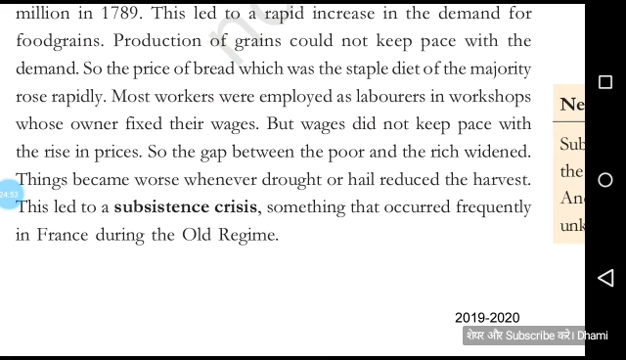 million in 1789. This led to a rapid increase in the demand for
foodgrains. Production of grains could not keep pace with the
demand. So the price of bread which was the staple diet of the majority
rose rapidly. Most workers were employed as labourers in workshops
whose owner fixed their wages. But wages did not keep pace with
the rise in prices. So the gap between the poor and the rich widened.
Things became worse whenever drought or hail reduced the harvest.
This led to a subsistence crisis, something that occurred frequently
in France during the Old Regime.
Ne
Sub
the
An
unk
2019-2020
शेयर और Subscribe करे। Dhami